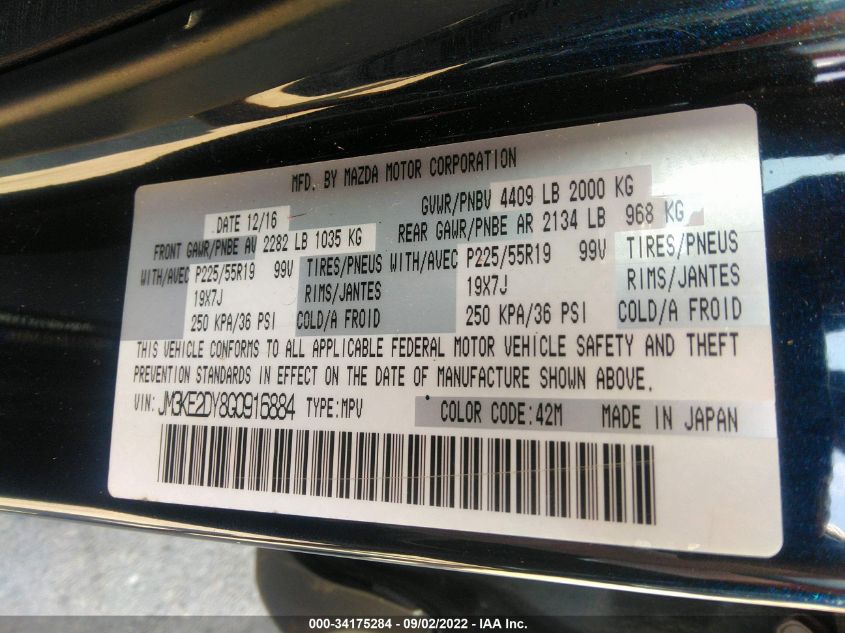 MFD. BY MAZDA MOTOR CORPORATION
DATE 12/16 GVWR/PNBV 4409 LB 2000 KG
FRONT GAWR/PNBE AV 2282 LB 1035 KG REAR GAWR/PNBE AR 2134 LB 968 KG
WITH/AVEC P225/55R19 99V TIRES/PNEUS WITH/AVEC P225/55R19 99V TIRES/PNEUS
19X7J RIMS/JANTES 19X7J RIMS/JANTES
250 KPA/36 PSI COLD/A FROID 250 KPA/36 PSI COLD/A FROID
THIS VEHICLE CONFORMS TO ALL APPLICABLE FEDERAL MOTOR VEHICLE SAFETY AND THEFT
PREVENTION STANDARDS IN EFFECT ON THE DATE OF MANUFACTURE SHOWN ABOVE.
VIN: JM3KE2DY8G0916884 TYPE:MPV COLOR CODE:42M MADE IN JAPAN
000-34175284 - 09/02/2022 - IAA Inc.